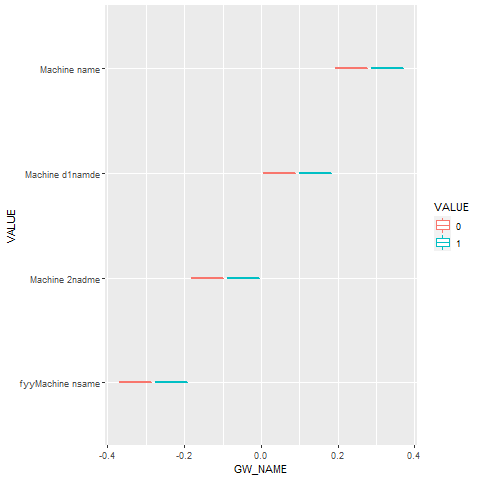 Machine name
Machine d1namde
Machine 2nadme
fyyMachine nsame
VALUE
-0.4
-0.2
0.0
0.2
0.4
GW_NAME
VALUE
0
1